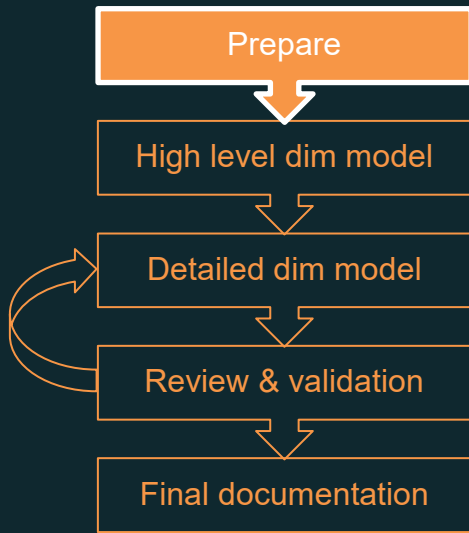 Prepare
High level dim model
Detailed dim model
Review & validation
Final documentation